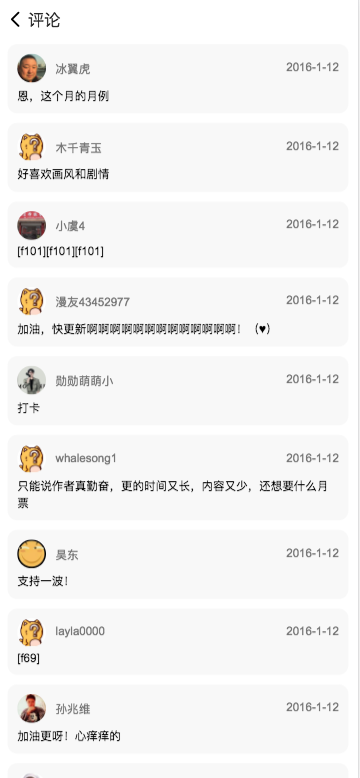 评论
冰翼虎 2016-1-12
恩，这个月的月例
木千青玉 2016-1-12
好喜欢画风和剧情
小虞4 2016-1-12
[f101][f101][f101]
漫友43452977 2016-1-12
加油，快更新啊啊啊啊啊啊啊啊啊啊啊啊啊！（♥）
勋勋萌萌小 2016-1-12
打卡
whalesong1 2016-1-12
只能说作者真勤奋，更的时间又长，内容又少，还想要什么月
票
昊东 2016-1-12
支持一波！
layla0000 2016-1-12
[f69]
孙兆维 2016-1-12
加油更呀！心痒痒的